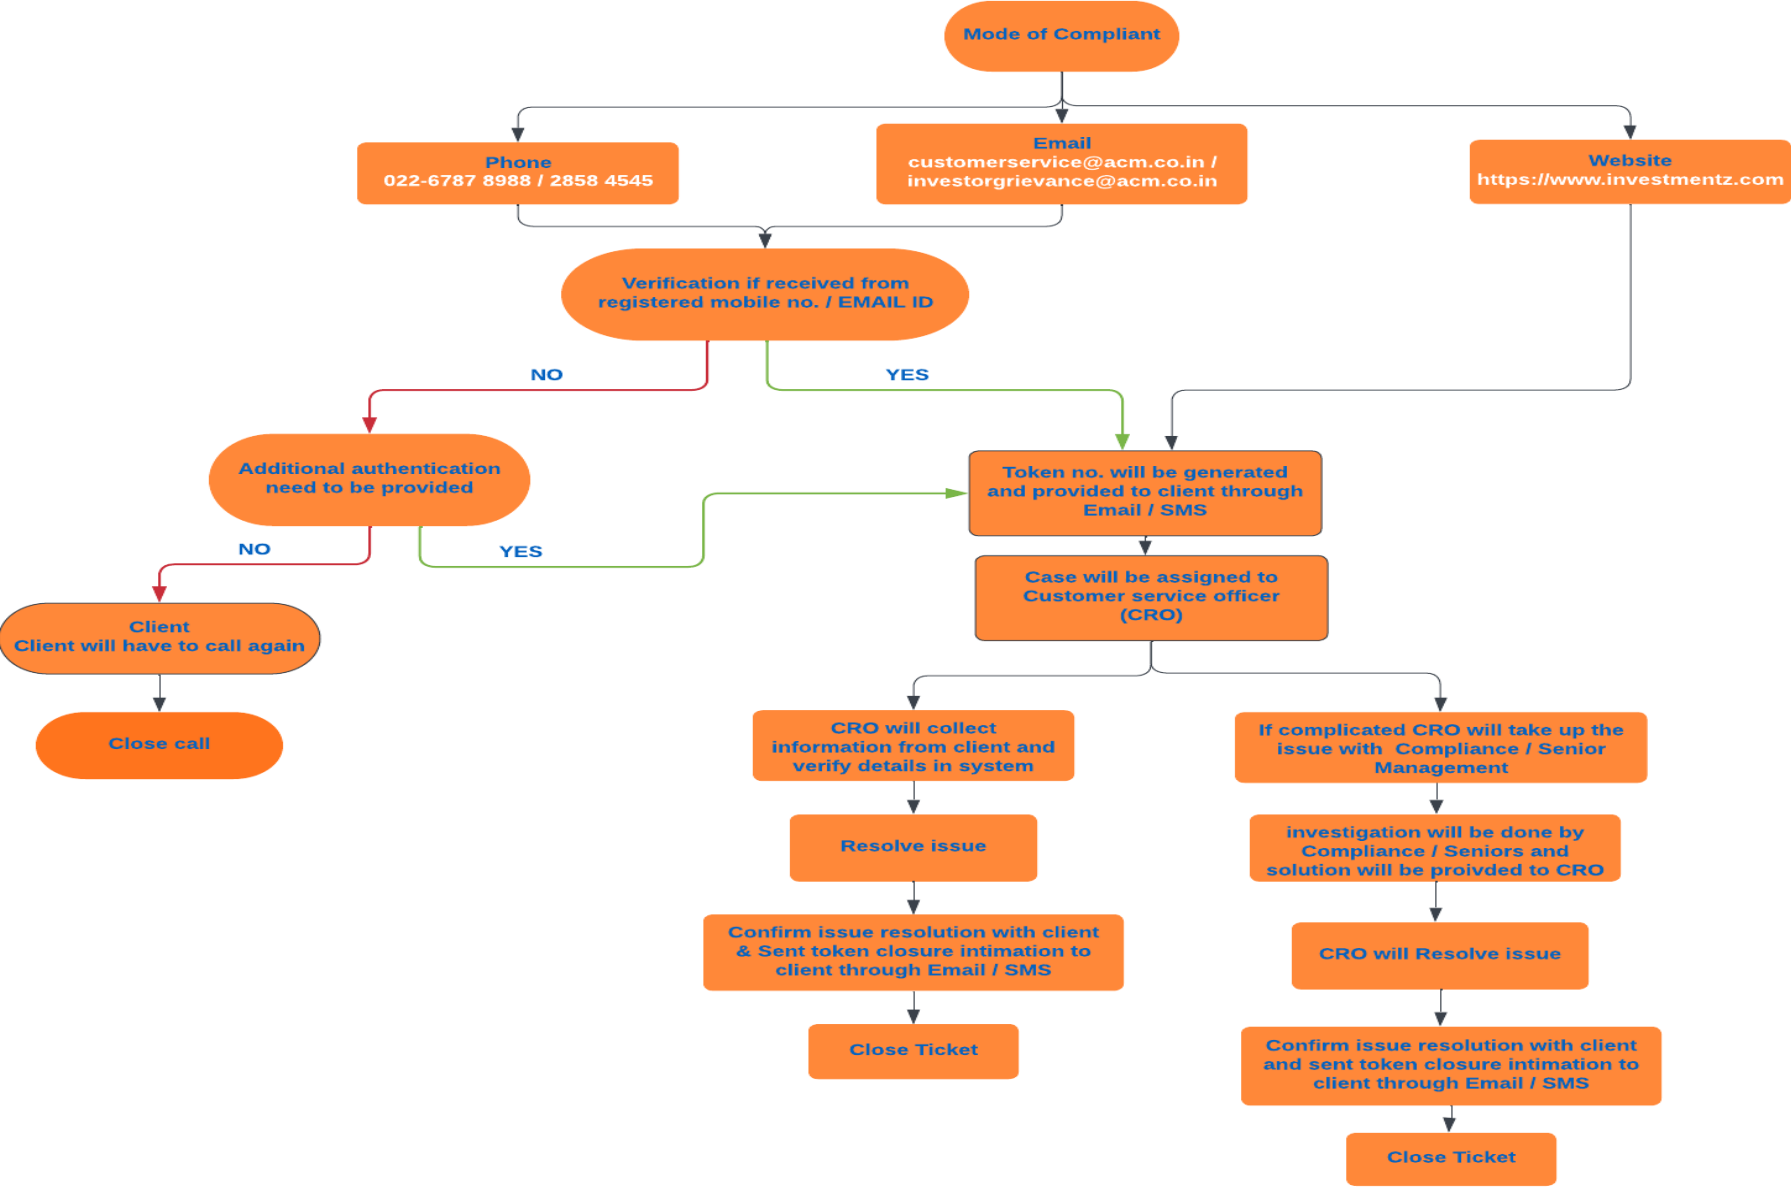 Mode of Compliant
Phone
022-6787 8988 / 2858 4545
Email
customerservice@acm.co.in /
investorgrievance@acm.co.in
Website
https://www.investmentz.com
Verification if received from
registered mobile no. / EMAIL ID
NO
YES
Additional authentication
need to be provided
Token no. will be generated
and provided to client through
Email / SMS
NO
YES
Case will be assigned to
Customer service officer
(CRO)
Client
Client will have to call again
Close call
CRO will collect
information from client and
verify details in system
If complicated CRO will take up the
issue with  Compliance / Senior
Management
Resolve issue
investigation will be done by
Compliance / Seniors and
solution will be proivded to CRO
Confirm issue resolution with client
& Sent token closure intimation to
client through Email / SMS
CRO will Resolve issue
Close Ticket
Confirm issue resolution with client
and sent token closure intimation to
client through Email / SMS
Close Ticket